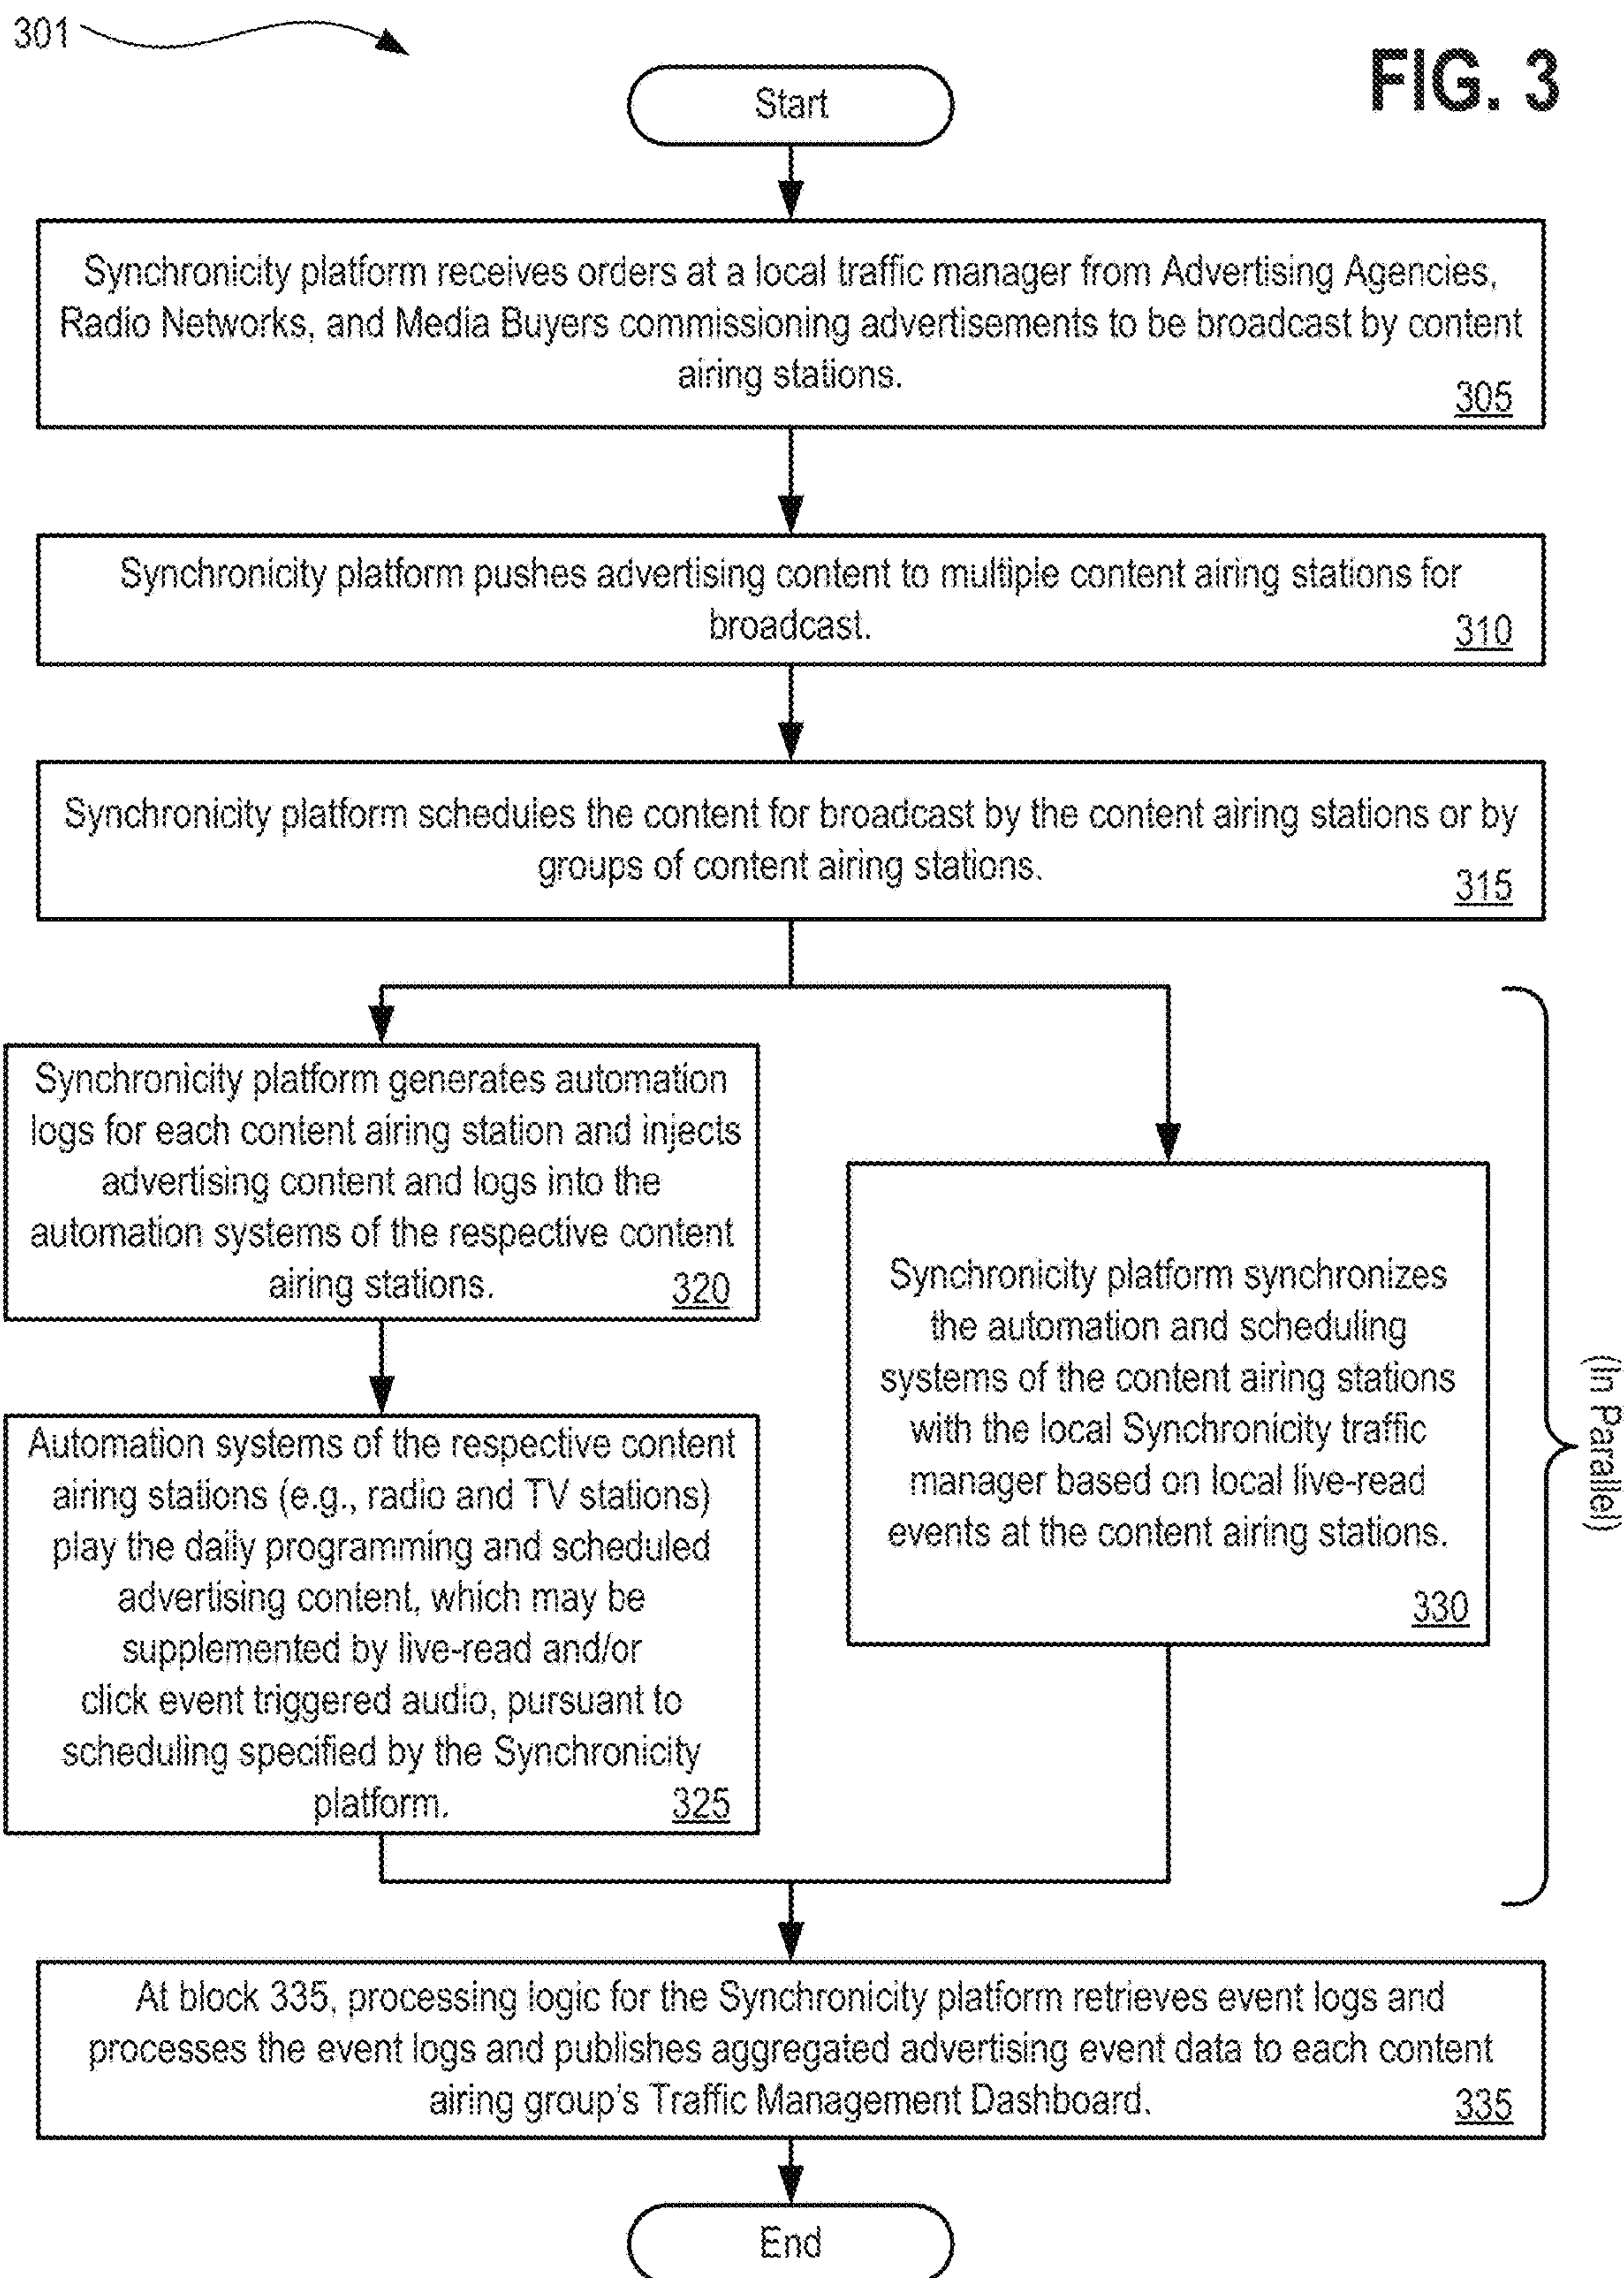 301
FIG. 3
Start
Synchronicity platform receives orders at a local traffic manager from Advertising Agencies,
Radio Networks, and Media Buyers commissioning advertisements to be broadcast by content
airing stations.
305
Synchronicity platform pushes advertising content to multiple content airing stations for
broadcast.
310
Synchronicity platform schedules the content for broadcast by the content airing stations or by
groups of content airing stations.
315
Synchronicity platform generates automation
logs for each content airing station and injects
advertising content and logs into the
automation systems of the respective content
airing stations.
320
Automation systems of the respective content
airing stations (e.g., radio and TV stations)
play the daily programming and scheduled
advertising content, which may be
supplemented by live-read and/or
click event triggered audio, pursuant to
scheduling specified by the Synchronicity
platform.
325
Synchronicity platform synchronizes
the automation and scheduling
systems of the content airing stations
with the local Synchronicity traffic
manager based on local live-read
events at the content airing stations.
330
(In Parallel)
At block 335, processing logic for the Synchronicity platform retrieves event logs and
processes the event logs and publishes aggregated advertising event data to each content
airing group's Traffic Management Dashboard.
335
End